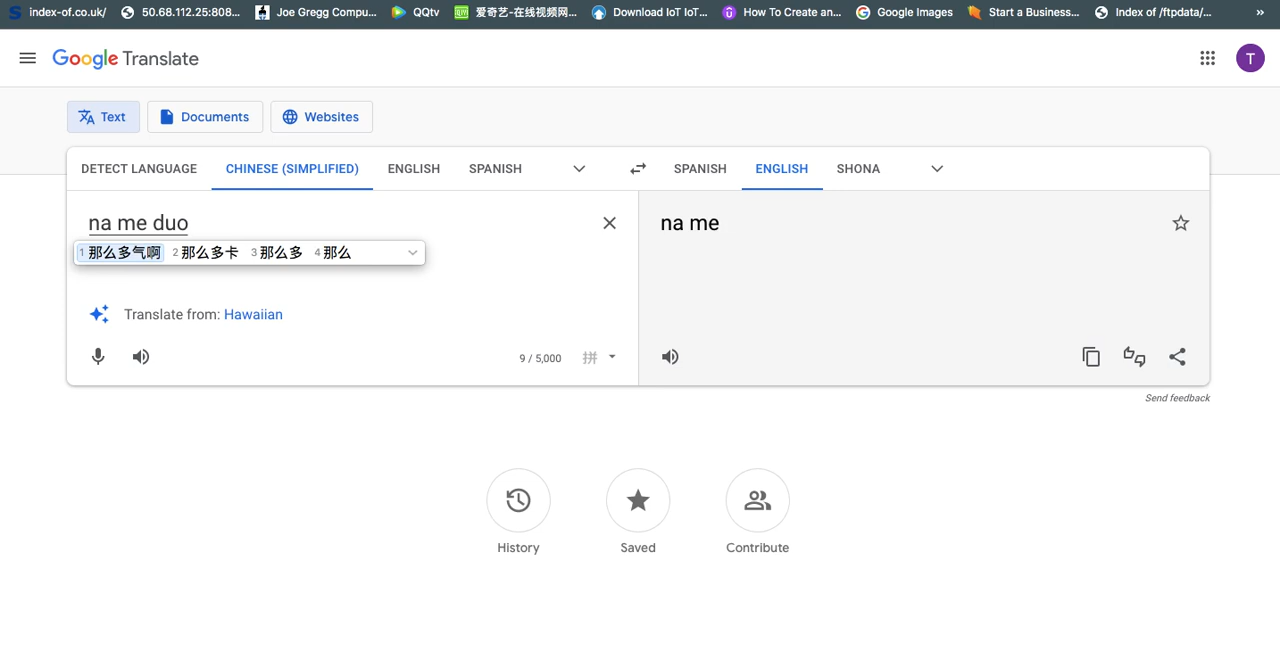 index-of.co.uk/ 50.68.112.25:808... Joe Gregg Compu... QQtv 爱奇艺-在线视频网... Download IoT IoT... How To Create an... Google Images Start a Business... Index of /ftpdata/... »
Google Translate T
Text Documents Websites
DETECT LANGUAGE CHINESE (SIMPLIFIED) ENGLISH SPANISH SPANISH ENGLISH SHONA
na me duo na me
1 那么多气啊 2 那么多卡 3 那么多 4 那么
Translate from: Hawaiian
9 / 5,000 拼
Send feedback
History Saved Contribute